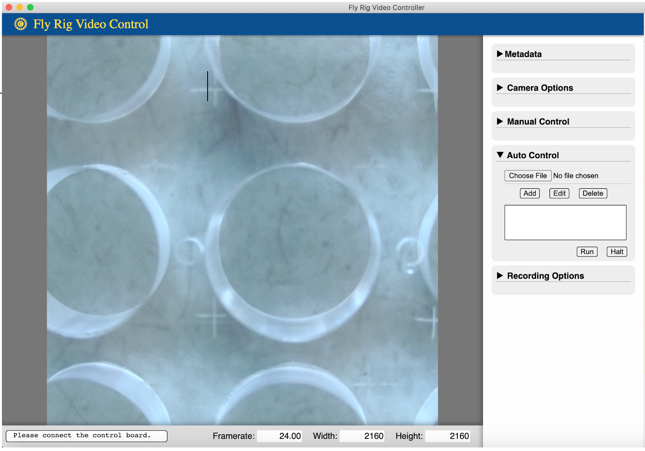 Fly Rig Video Controller
Fly Rig Video Control
Metadata
Camera Options
Manual Control
Auto Control
Choose File No file chosen
Add Edit Delete
Run Halt
Recording Options
Please connect the control board. Framerate: 24.00 Width: 2160 Height: 2160